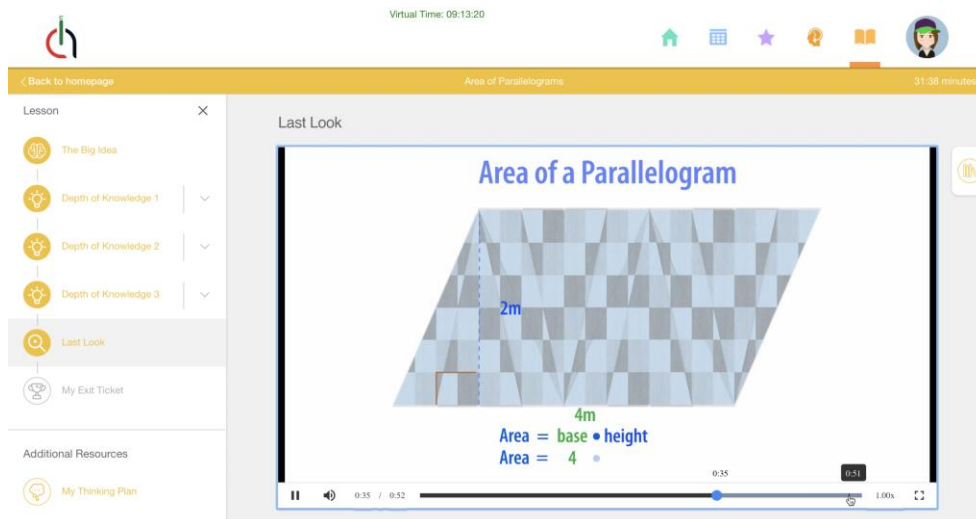 Virtual Time: 09:13:20
< Back to homepage
Area of Parallelograms
31:38 minutes
Lesson
The Big Idea
Depth of Knowledge 1
Depth of Knowledge 2
Depth of Knowledge 3
Last Look
My Exit Ticket
Additional Resources
My Thinking Plan
Last Look
Area of a Parallelogram
2m
4m
Area = base • height
Area = 4 •
0:35
0:51
0:35 / 0:52
1.00x